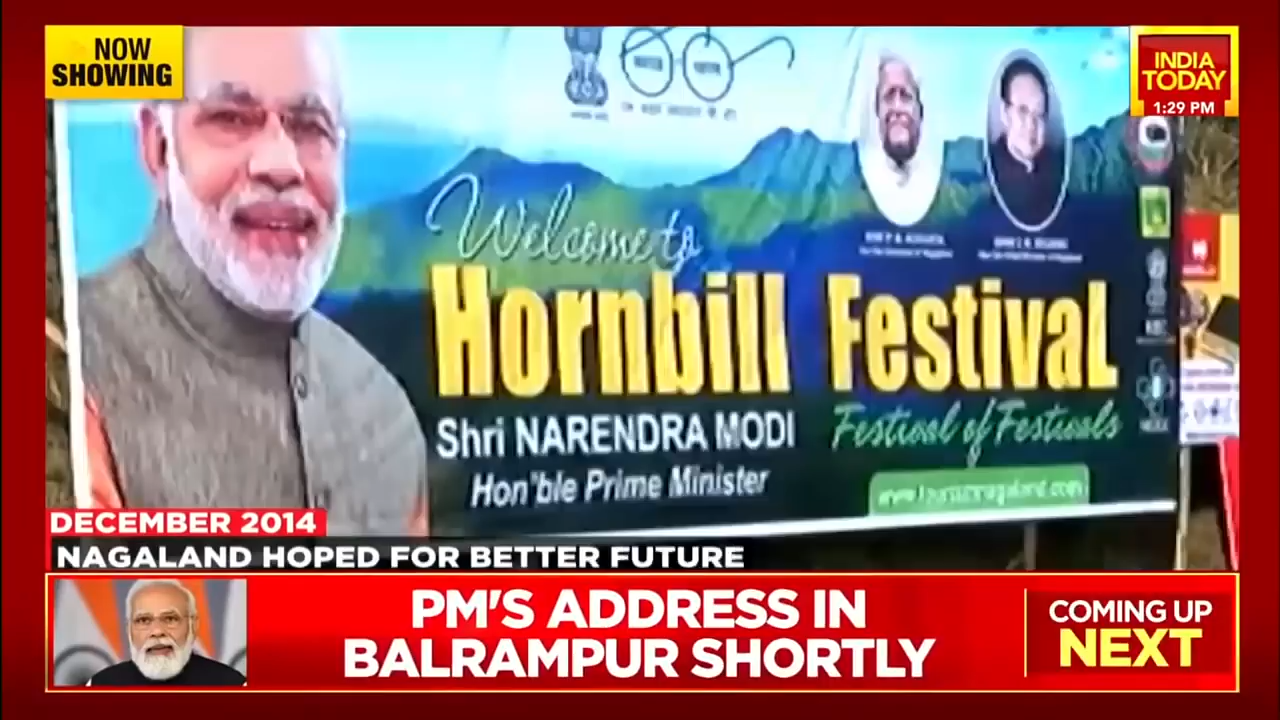 NOW
SHOWING
INDIA
TODAY
1:29 PM
Welcome to
Hornbill Festival
Shri NARENDRA MODI
Hon'ble Prime Minister
Festival of Festivals
DECEMBER 2014
NAGALAND HOPED FOR BETTER FUTURE
PM'S ADDRESS IN
BALRAMPUR SHORTLY
COMING UP
NEXT